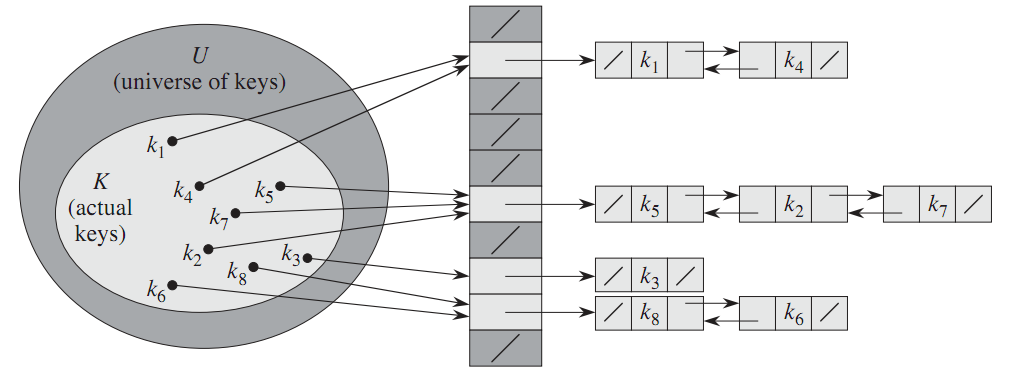 U
(universe of keys)
K
(actual
keys)
k1
k4
k5
k7
k2
k3
k8
k6
k1
k4
k5
k2
k7
k3
k8
k6